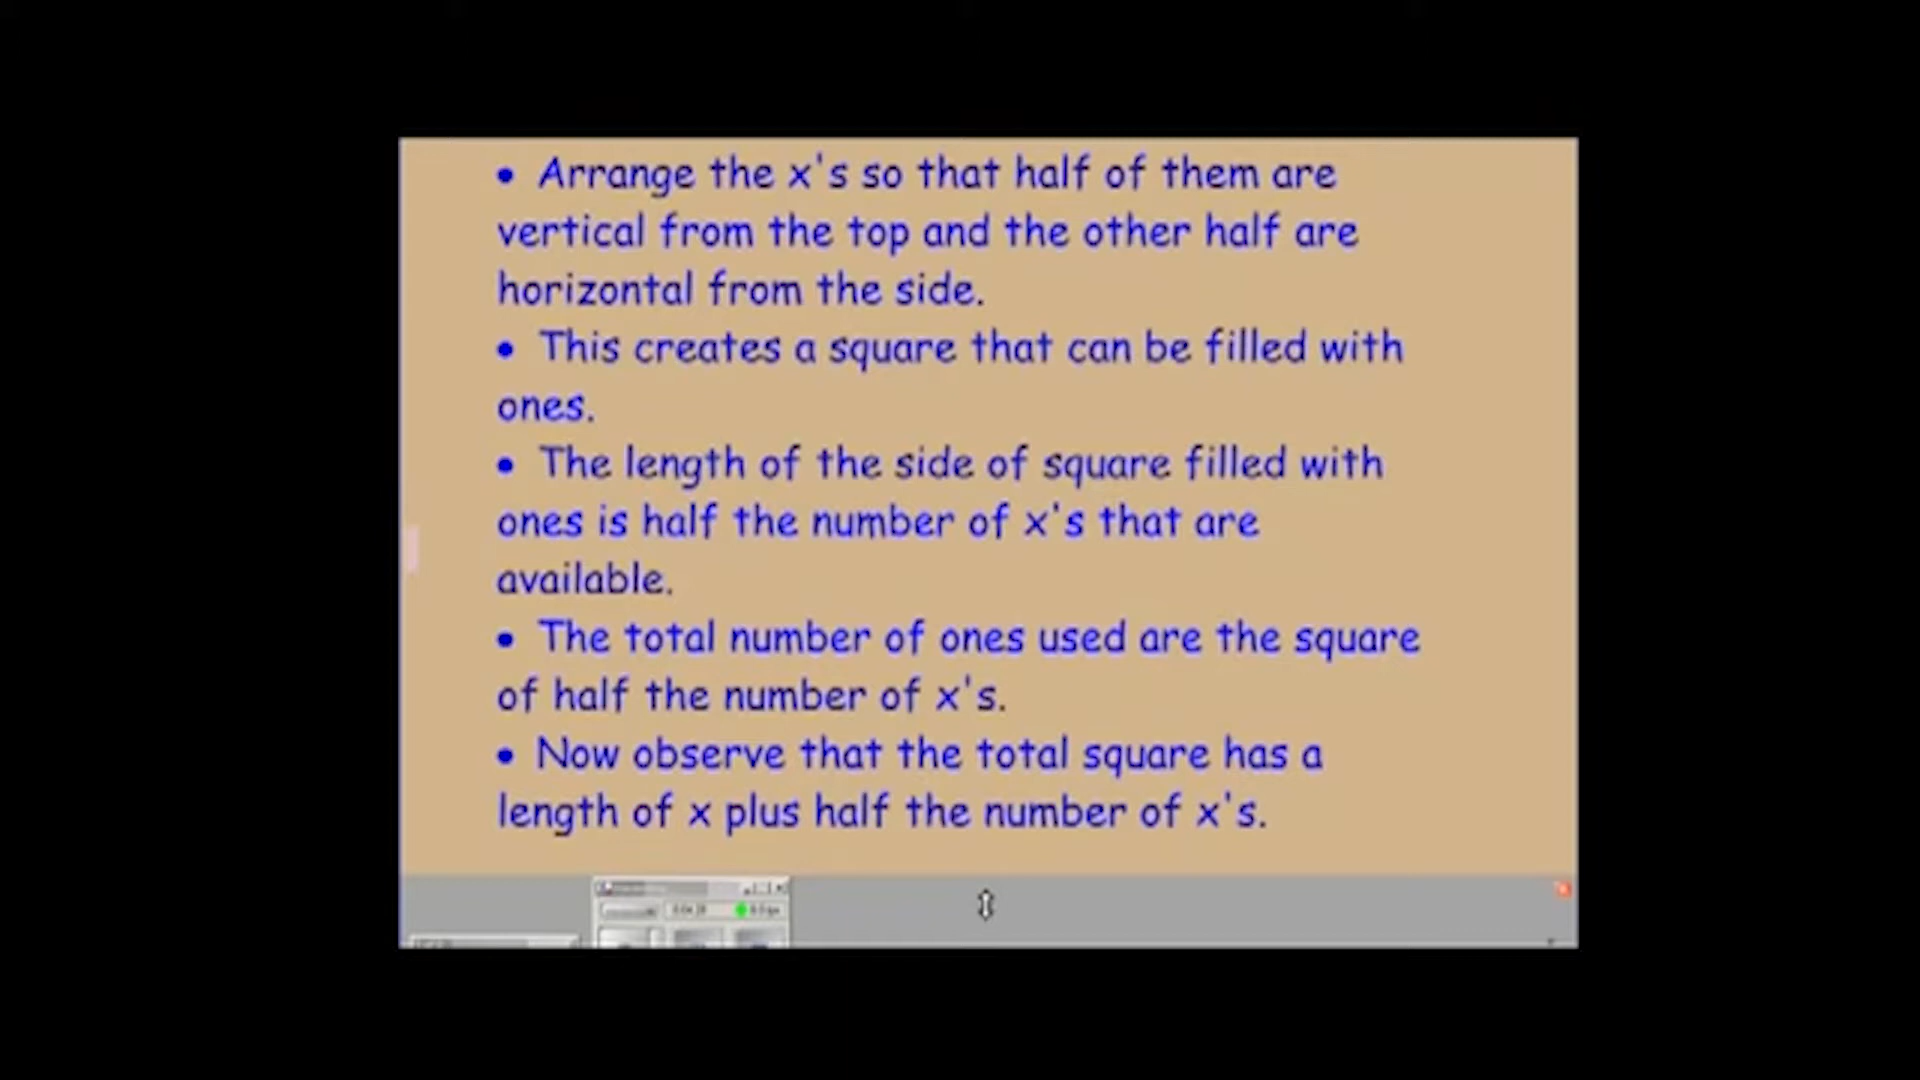 • Arrange the x's so that half of them are
vertical from the top and the other half are
horizontal from the side.
• This creates a square that can be filled with
ones.
• The length of the side of square filled with
ones is half the number of x's that are
available.
• The total number of ones used are the square
of half the number of x's.
• Now observe that the total square has a
length of x plus half the number of x's.